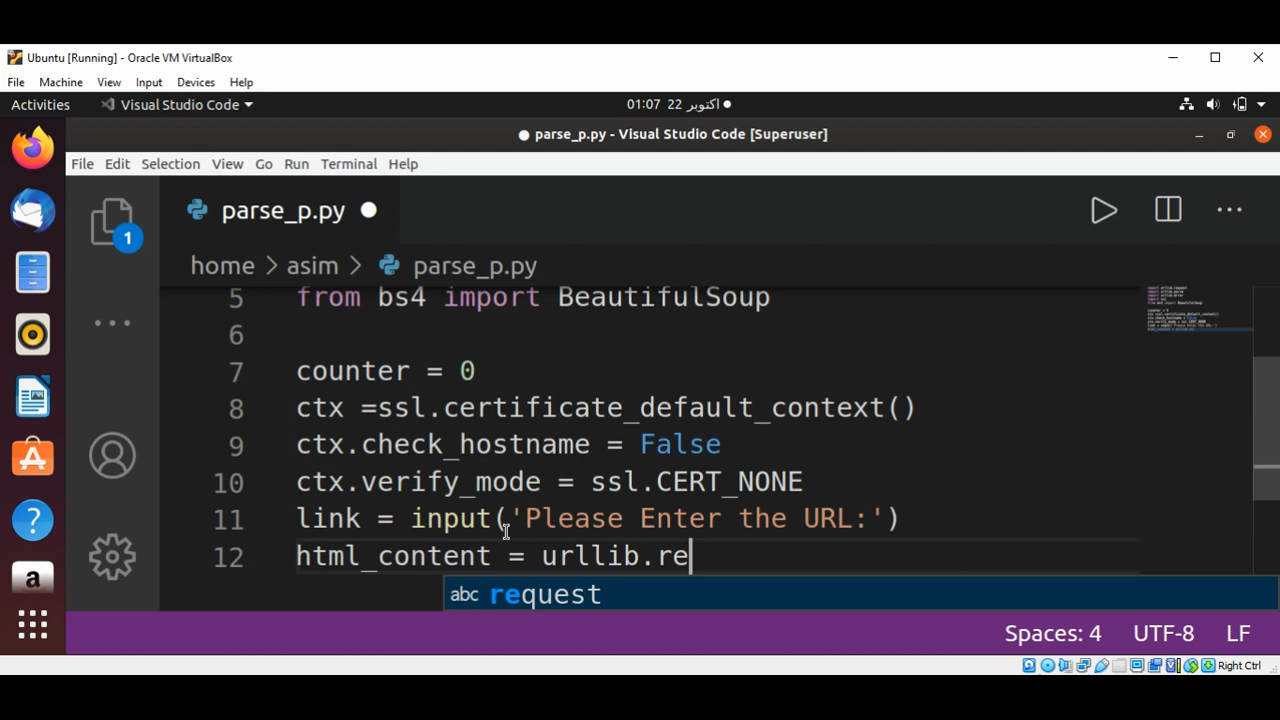 Ubuntu [Running] - Oracle VM VirtualBox
File Machine View Input Devices Help
Activities Visual Studio Code 01:07 22 اکتوبر
parse_p.py - Visual Studio Code [Superuser]
File Edit Selection View Go Run Terminal Help
parse_p.py
1
home > asim > parse_p.py
5 from bs4 import BeautifulSoup
6
7 counter = 0
8 ctx =ssl.certificate_default_context()
9 ctx.check_hostname = False
10 ctx.verify_mode = ssl.CERT_NONE
11 link = input('Please Enter the URL:')
12 html_content = urllib.re
abc request
Spaces: 4 UTF-8 LF
Right Ctrl